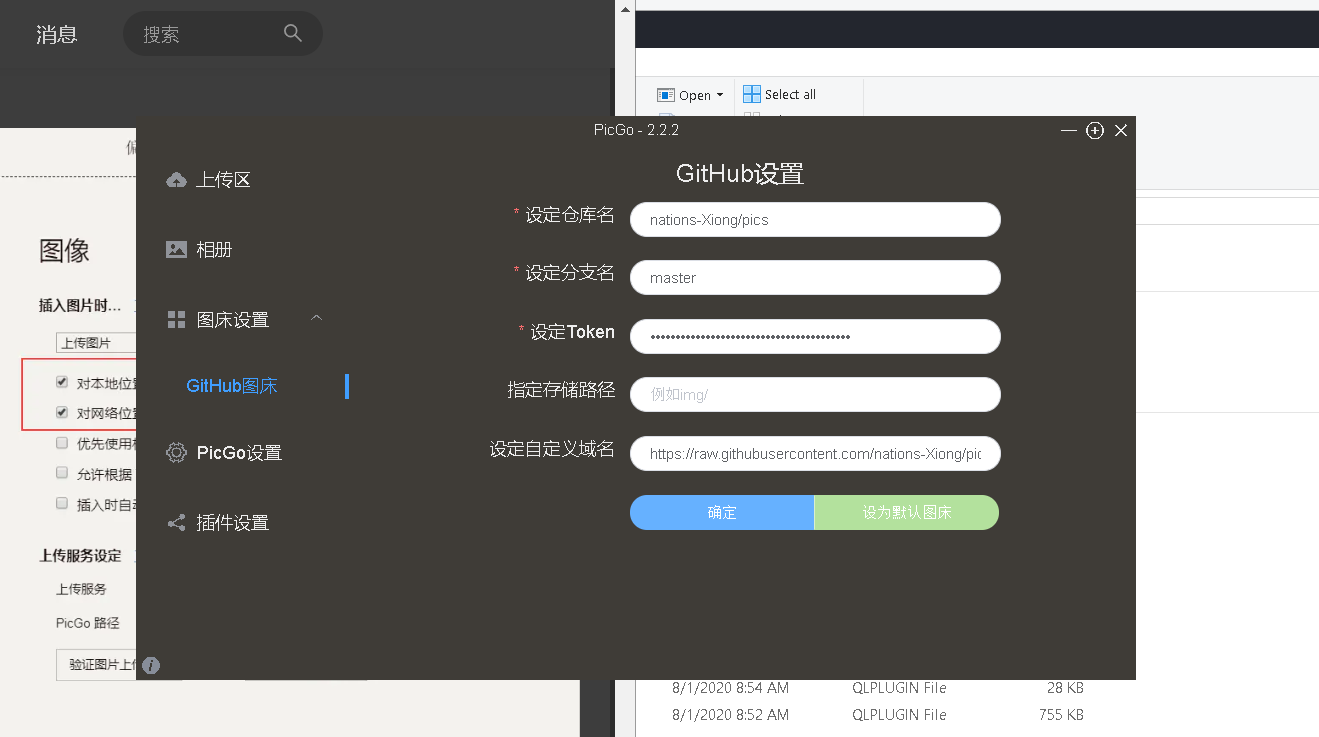 消息
搜索
Open
Select all
偏
图像
插入图片时...
上传图片
对本地位置
对网络位置
优先使用
允许根据
插入时自动
上传服务设定
上传服务
PicGo 路径
验证图片上传
PicGo - 2.2.2
上传区
相册
图床设置
GitHub图床
PicGo设置
插件设置
GitHub设置
* 设定仓库名
nations-Xiong/pics
* 设定分支名
master
* 设定Token
••••••••••••••••••••••••••••••••••••••••
指定存储路径
例如img/
设定自定义域名
https://raw.githubusercontent.com/nations-Xiong/pic
确定
设为默认图床
8/1/2020 8:54 AM QLPLUGIN File 28 KB
8/1/2020 8:52 AM QLPLUGIN File 755 KB